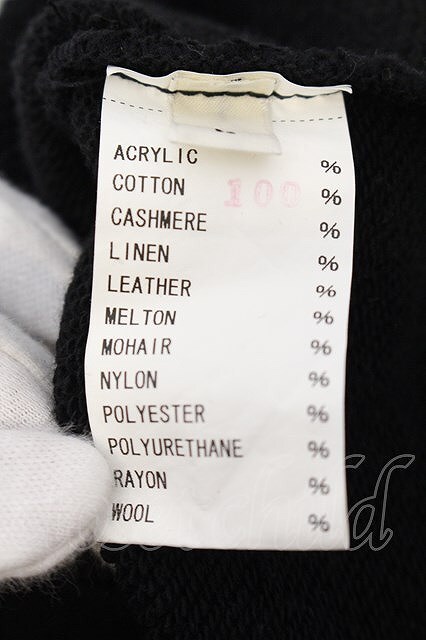 ACRYLIC %
COTTON 100 %
CASHMERE %
LINEN %
LEATHER %
MELTON %
MOHAIR %
NYLON %
POLYESTER %
POLYURETHANE %
RAYON %
WOOL %